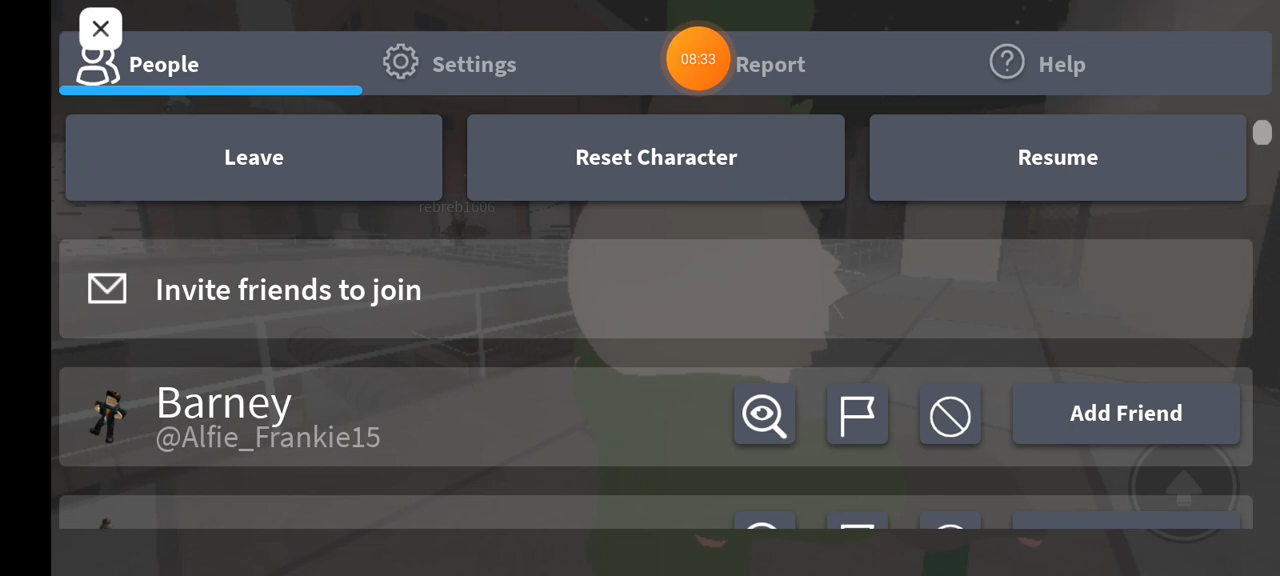 People
Settings
08:33
Report
Help
Leave
Reset Character
Resume
rebreb1606
Invite friends to join
Barney
@Alfie_Frankie15
Add Friend